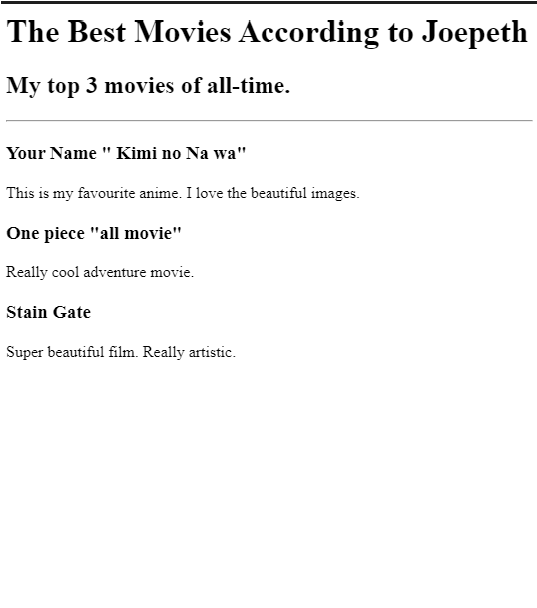 The Best Movies According to Joepeth
My top 3 movies of all-time.
Your Name " Kimi no Na wa"
This is my favourite anime. I love the beautiful images.
One piece "all movie"
Really cool adventure movie.
Stain Gate
Super beautiful film. Really artistic.